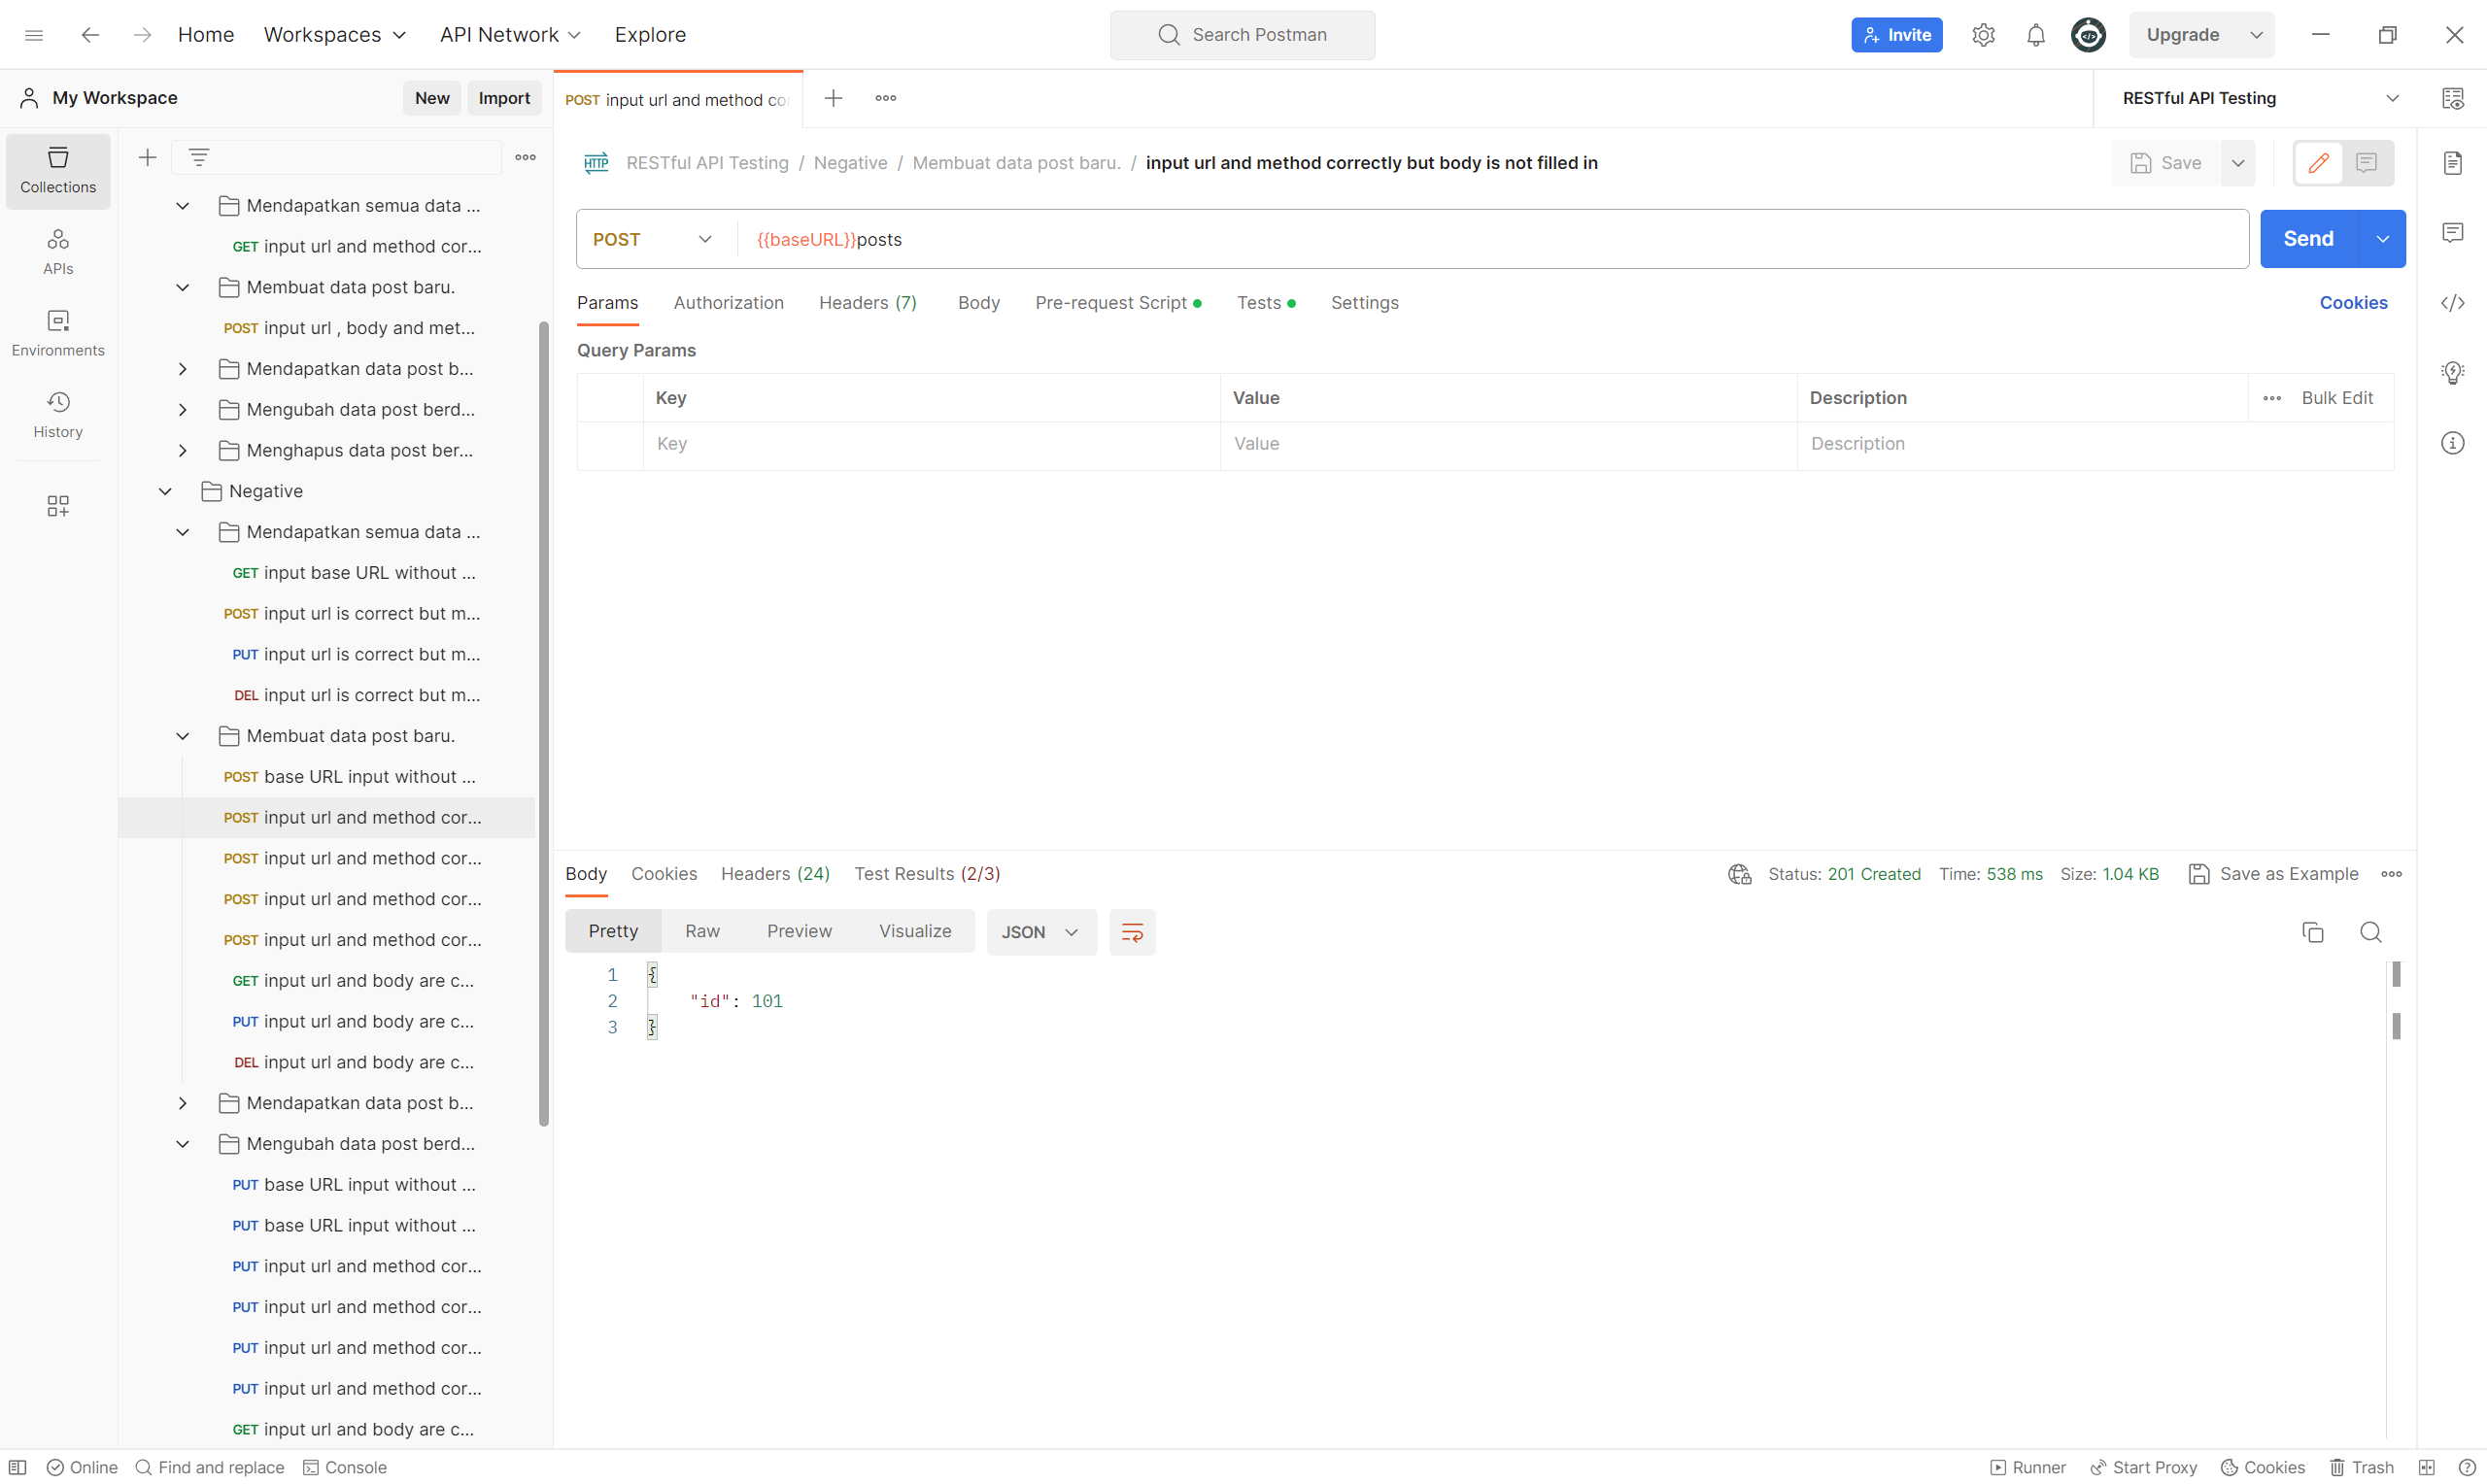 Home Workspaces API Network Explore Search Postman Invite Upgrade
My Workspace New Import POST input url and method co RESTful API Testing
Collections
APIs
Environments
History
Mendapatkan semua data ...
GET input url and method cor...
Membuat data post baru.
POST input url , body and met...
Mendapatkan data post b...
Mengubah data post berd...
Menghapus data post ber...
Negative
Mendapatkan semua data ...
GET input base URL without ...
POST input url is correct but m...
PUT input url is correct but m...
DEL input url is correct but m...
Membuat data post baru.
POST base URL input without ...
POST input url and method cor...
POST input url and method cor...
POST input url and method cor...
POST input url and method cor...
GET input url and body are c...
PUT input url and body are c...
DEL input url and body are c...
Mendapatkan data post b...
Mengubah data post berd...
PUT base URL input without ...
PUT base URL input without ...
PUT input url and method cor...
PUT input url and method cor...
PUT input url and method cor...
PUT input url and method cor...
GET input url and body are c...
HTTP RESTful API Testing / Negative / Membuat data post baru. / input url and method correctly but body is not filled in Save
POST {{baseURL}}posts Send
Params Authorization Headers (7) Body Pre-request Script Tests Settings Cookies
Query Params
Key Value Description Bulk Edit
Key Value Description
Body Cookies Headers (24) Test Results (2/3) Status: 201 Created Time: 538 ms Size: 1.04 KB Save as Example
Pretty Raw Preview Visualize JSON
1 {
2 "id": 101
3 }
Online Find and replace Console Runner Start Proxy Cookies Trash